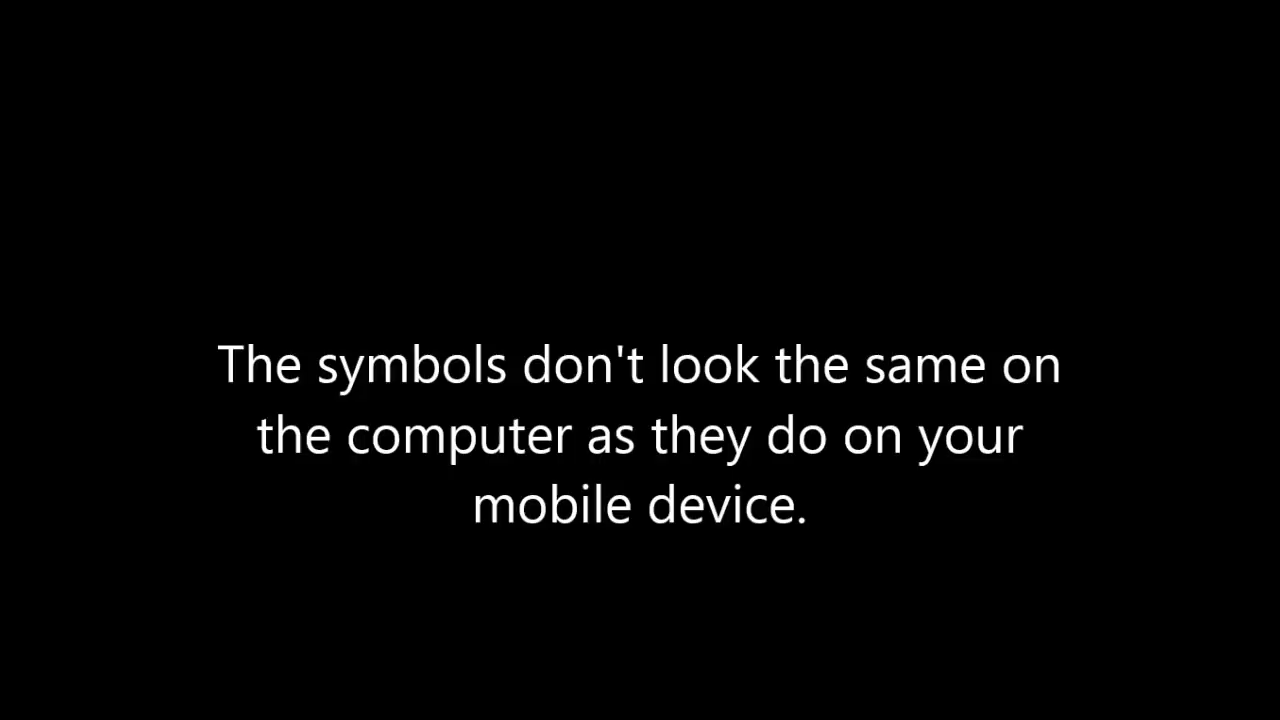 The symbols don't look the same on
the computer as they do on your
mobile device.